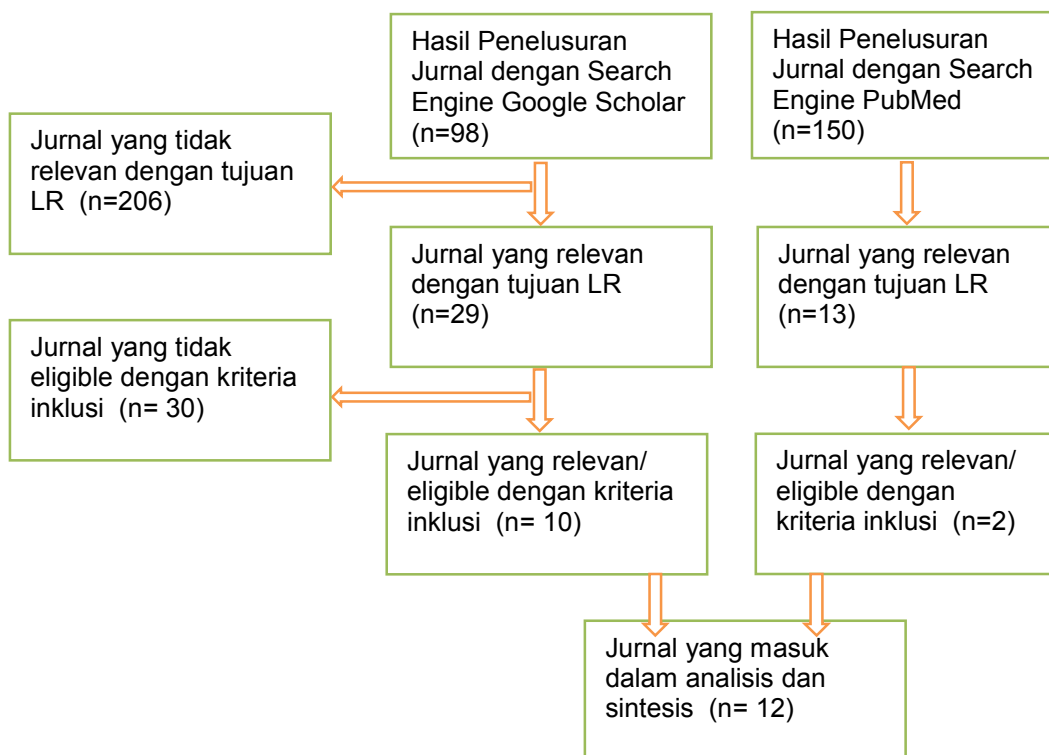 Hasil Penelusuran
Jurnal dengan Search
Engine Google Scholar
(n=98)
Hasil Penelusuran
Jurnal dengan Search
Engine PubMed
(n=150)
Jurnal yang tidak
relevan dengan tujuan
LR (n=206)
Jurnal yang relevan
dengan tujuan LR
(n=29)
Jurnal yang relevan
dengan tujuan LR
(n=13)
Jurnal yang tidak
eligible dengan kriteria
inklusi (n= 30)
Jurnal yang relevan/
eligible dengan kriteria
inklusi (n= 10)
Jurnal yang relevan/
eligible dengan
kriteria inklusi (n=2)
Jurnal yang masuk
dalam analisis dan
sintesis (n= 12)